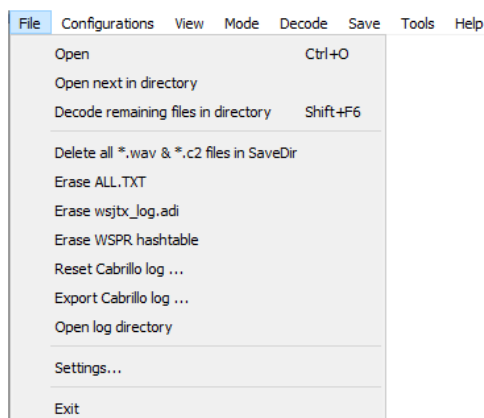 File Configurations View Mode Decode Save Tools Help
Open Ctrl+O
Open next in directory
Decode remaining files in directory Shift+F6
Delete all *.wav & *.c2 files in SaveDir
Erase ALL.TXT
Erase wsjtx_log.adi
Erase WSPR hashtable
Reset Cabrillo log ...
Export Cabrillo log ...
Open log directory
Settings...
Exit